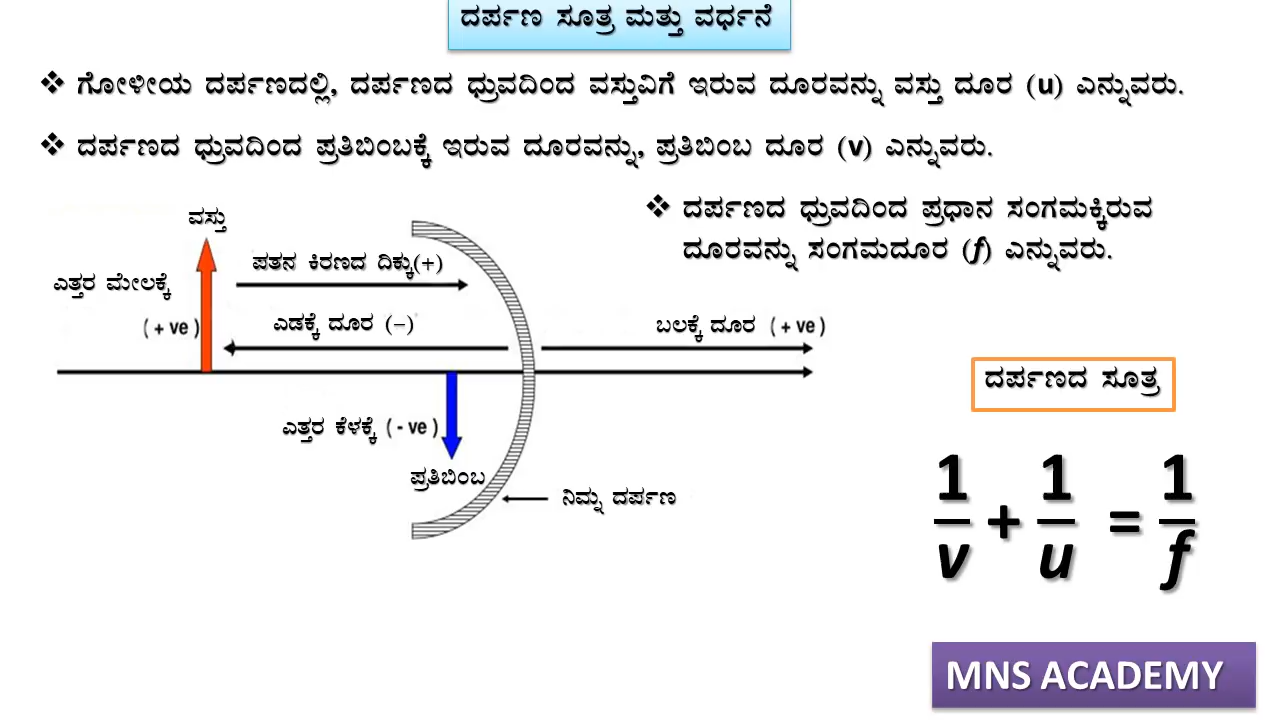 ದರ್ಪಣ ಸೂತ್ರ ಮತ್ತು ವರ್ಧನೆ
❖ ಗೋಳೀಯ ದರ್ಪಣದಲ್ಲಿ, ದರ್ಪಣದ ಧ್ರುವದಿಂದ ವಸ್ತುವಿಗೆ ಇರುವ ದೂರವನ್ನು ವಸ್ತು ದೂರ (u) ಎನ್ನುವರು.
❖ ದರ್ಪಣದ ಧ್ರುವದಿಂದ ಪ್ರತಿಬಿಂಬಕ್ಕೆ ಇರುವ ದೂರವನ್ನು, ಪ್ರತಿಬಿಂಬ ದೂರ (v) ಎನ್ನುವರು.
❖ ದರ್ಪಣದ ಧ್ರುವದಿಂದ ಪ್ರಧಾನ ಸಂಗಮಕ್ಕಿರುವ
ದೂರವನ್ನು ಸಂಗಮದೂರ (f) ಎನ್ನುವರು.
ವಸ್ತು
ಪತನ ಕಿರಣದ ದಿಕ್ಕು(+)
ಎತ್ತರ ಮೇಲಕ್ಕೆ
(+ ve)
ಎಡಕ್ಕೆ ದೂರ (–)
ಬಲಕ್ಕೆ ದೂರ (+ ve)
ಎತ್ತರ ಕೆಳಕ್ಕೆ (- ve)
ಪ್ರತಿಬಿಂಬ
ನಿಮ್ನ ದರ್ಪಣ
ದರ್ಪಣದ ಸೂತ್ರ
1/v + 1/u = 1/f
MNS ACADEMY